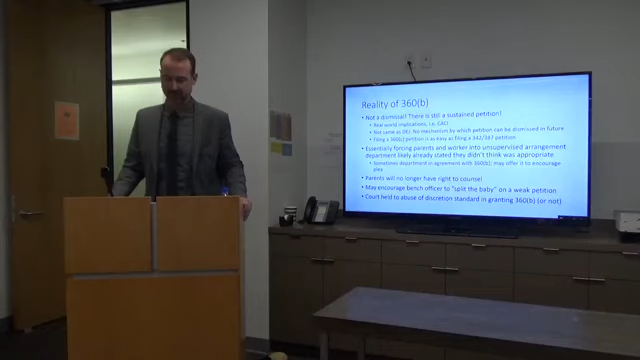 Reality of 360(b)
• Not a dismissal! There is still a sustained petition!
• Real world implications, i.e. CACI
• Not same as DEJ. No mechanism by which petition can be dismissed in future
• Filing a 360(c) petition is as easy as filing a 342/387 petition
• Essentially forcing parents and worker into unsupervised arrangement
department likely already stated they didn't think was appropriate
• Sometimes department in agreement with 360(b); may offer it to encourage
plea
• Parents will no longer have right to counsel
• May encourage bench officer to "split the baby" on a weak petition
• Court held to abuse of discretion standard in granting 360(b) (or not)